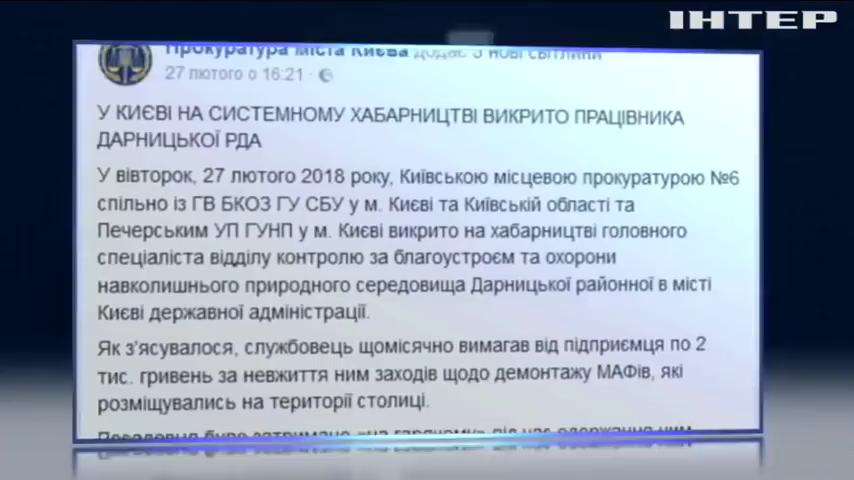 ІНТЕР
Прокуратура міста Києва додає 3 нові світлини
27 лютого о 16:21
У КИЄВІ НА СИСТЕМНОМУ ХАБАРНИЦТВІ ВИКРИТО ПРАЦІВНИКА
ДАРНИЦЬКОЇ РДА
У вівторок, 27 лютого 2018 року, Київською місцевою прокуратурою №6
спільно із ГВ БКОЗ ГУ СБУ у м. Києві та Київській області та
Печерським УП ГУНП у м. Києві викрито на хабарництві головного
спеціаліста відділу контролю за благоустроєм та охорони
навколишнього природного середовища Дарницької районної в місті
Києві державної адміністрації.
Як з'ясувалося, службовець щомісячно вимагав від підприємця по 2
тис. гривень за невжиття ним заходів щодо демонтажу МАФів, які
розміщувались на території столиці.